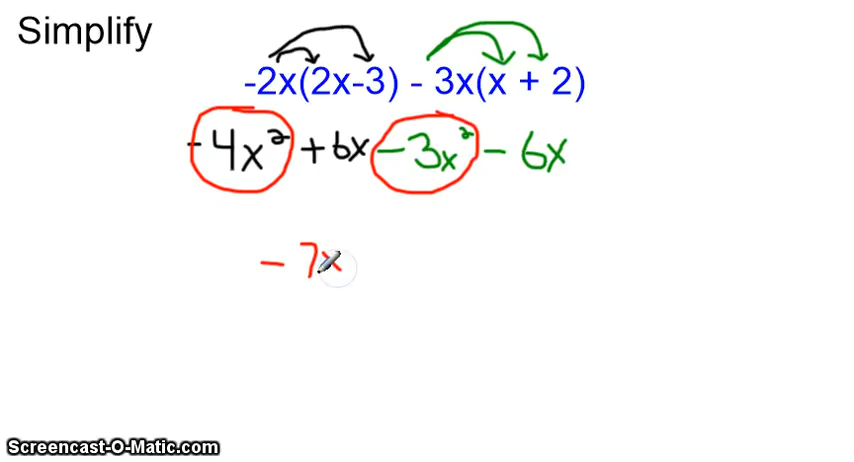 Simplify
-2x(2x-3) - 3x(x + 2)
-4x² + 6x - 3x² - 6x
- 7x
Screencast-O-Matic.com